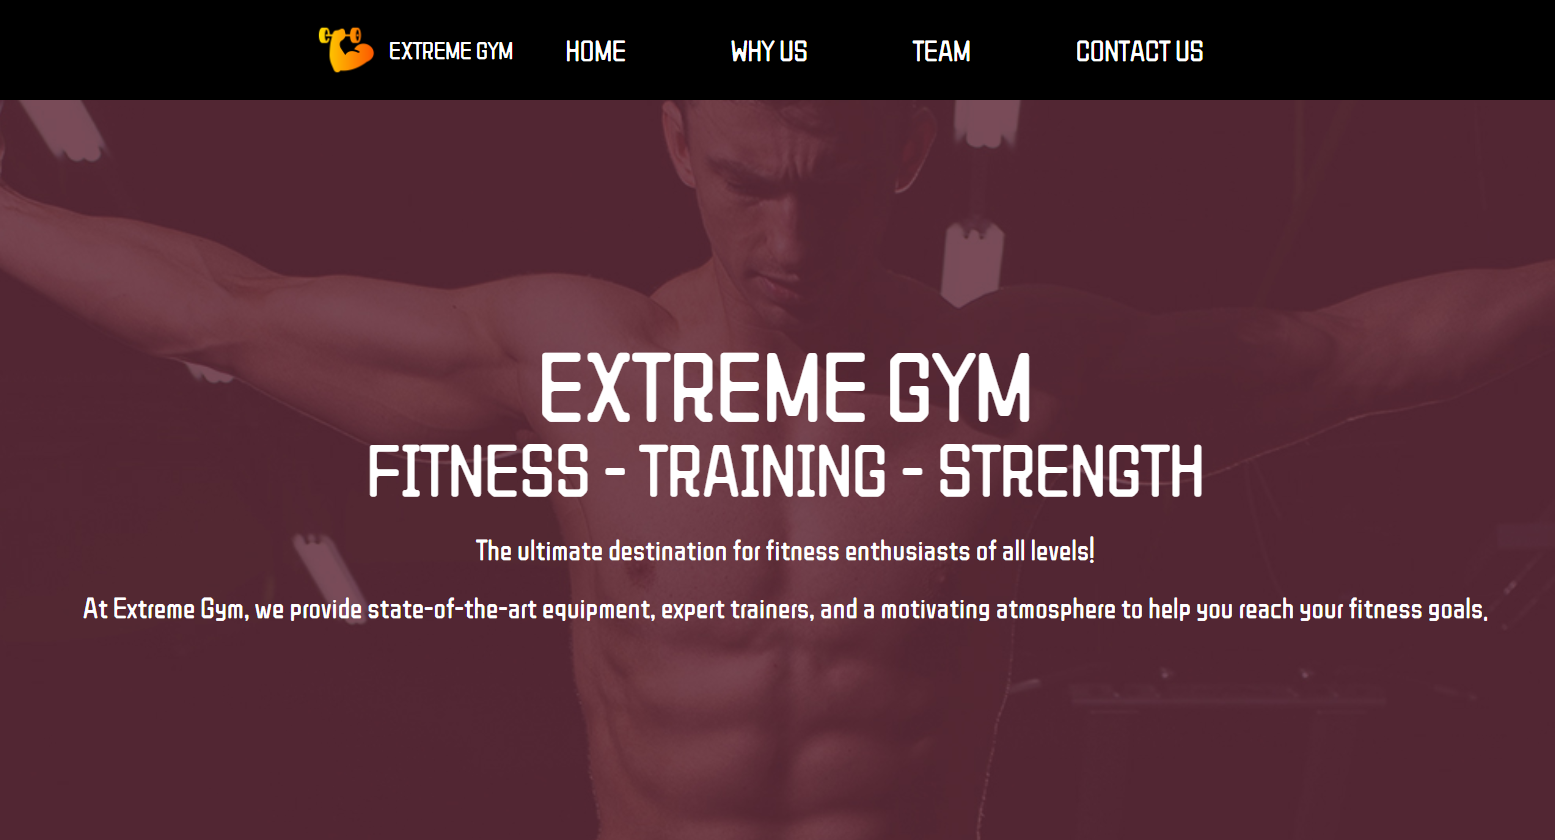 EXTREME GYM HOME WHY US TEAM CONTACT US
EXTREME GYM
FITNESS - TRAINING - STRENGTH
The ultimate destination for fitness enthusiasts of all levels!
At Extreme Gym, we provide state-of-the-art equipment, expert trainers, and a motivating atmosphere to help you reach your fitness goals.